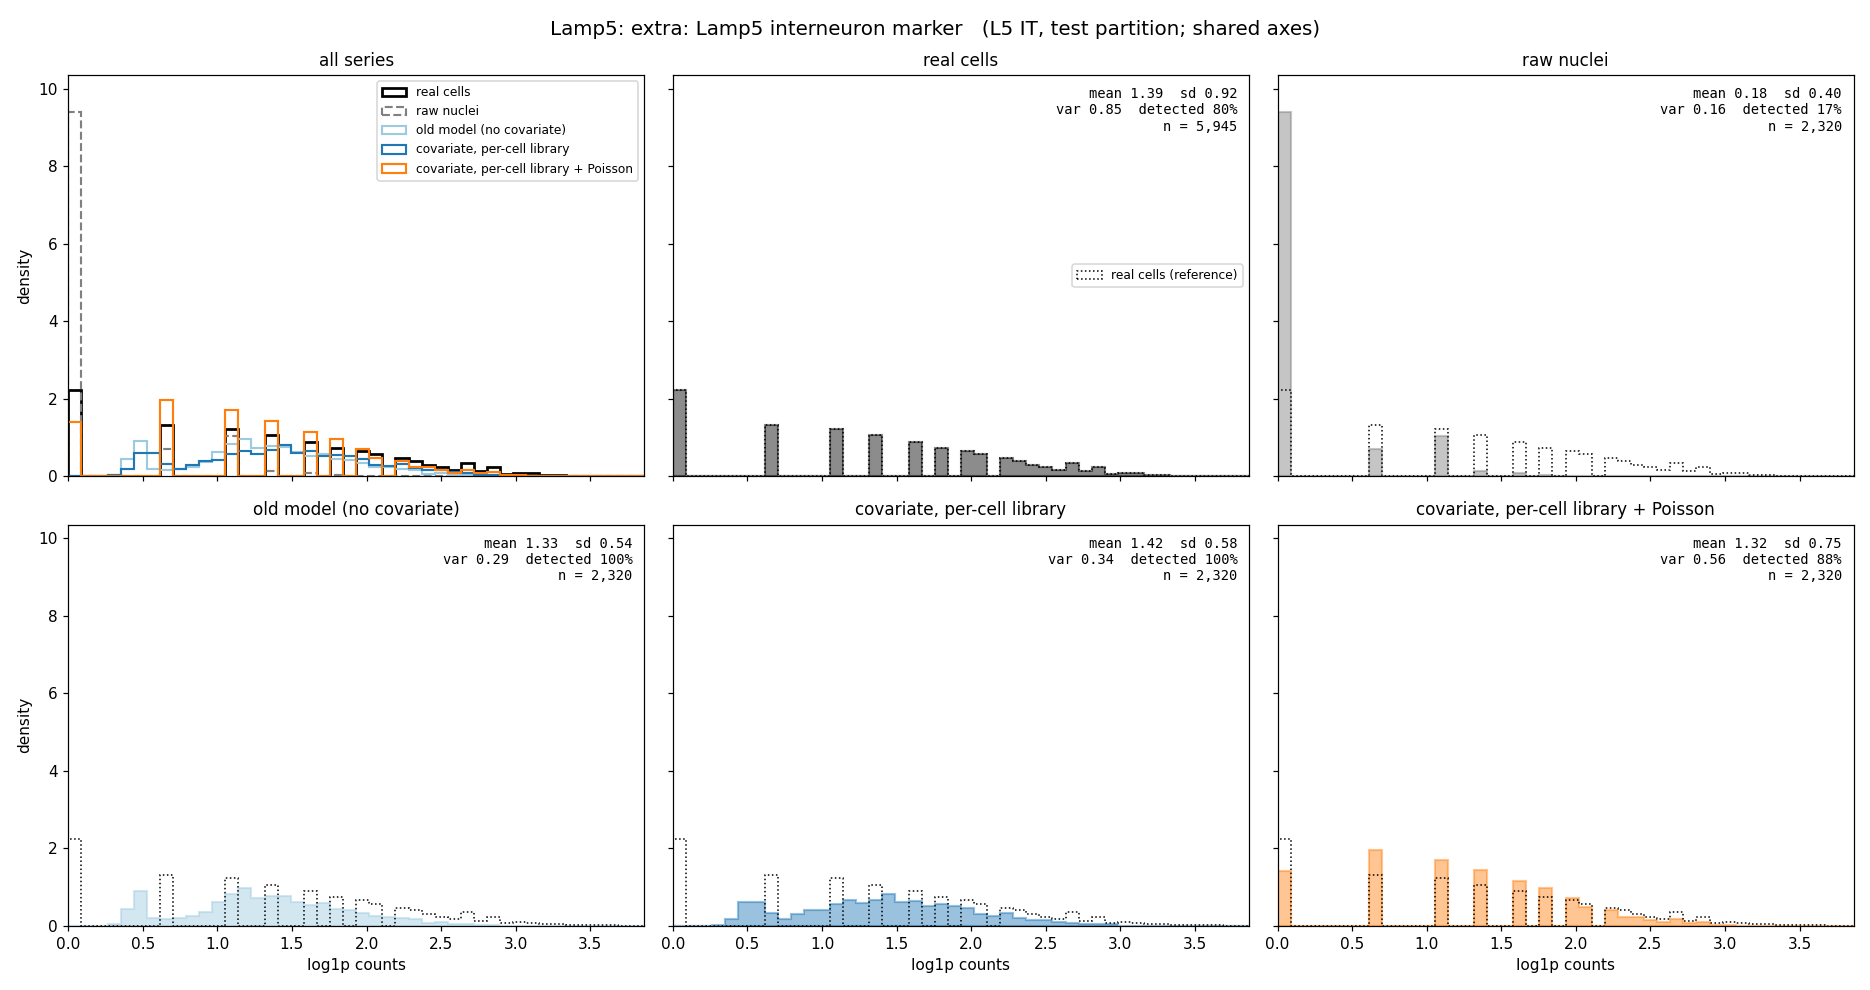 Lamp5: extra: Lamp5 interneuron marker   (L5 IT, test partition; shared axes)
all series
real cells
raw nuclei
old model (no covariate)
covariate, per-cell library
covariate, per-cell library + Poisson
10
8
6
4
2
0
density
real cells
mean 1.39  sd 0.92
var 0.85  detected 80%
n = 5,945
real cells (reference)
raw nuclei
mean 0.18  sd 0.40
var 0.16  detected 17%
n = 2,320
old model (no covariate)
mean 1.33  sd 0.54
var 0.29  detected 100%
n = 2,320
10
8
6
4
2
0
density
0.0 0.5 1.0 1.5 2.0 2.5 3.0 3.5
log1p counts
covariate, per-cell library
mean 1.42  sd 0.58
var 0.34  detected 100%
n = 2,320
0.0 0.5 1.0 1.5 2.0 2.5 3.0 3.5
log1p counts
covariate, per-cell library + Poisson
mean 1.32  sd 0.75
var 0.56  detected 88%
n = 2,320
0.0 0.5 1.0 1.5 2.0 2.5 3.0 3.5
log1p counts